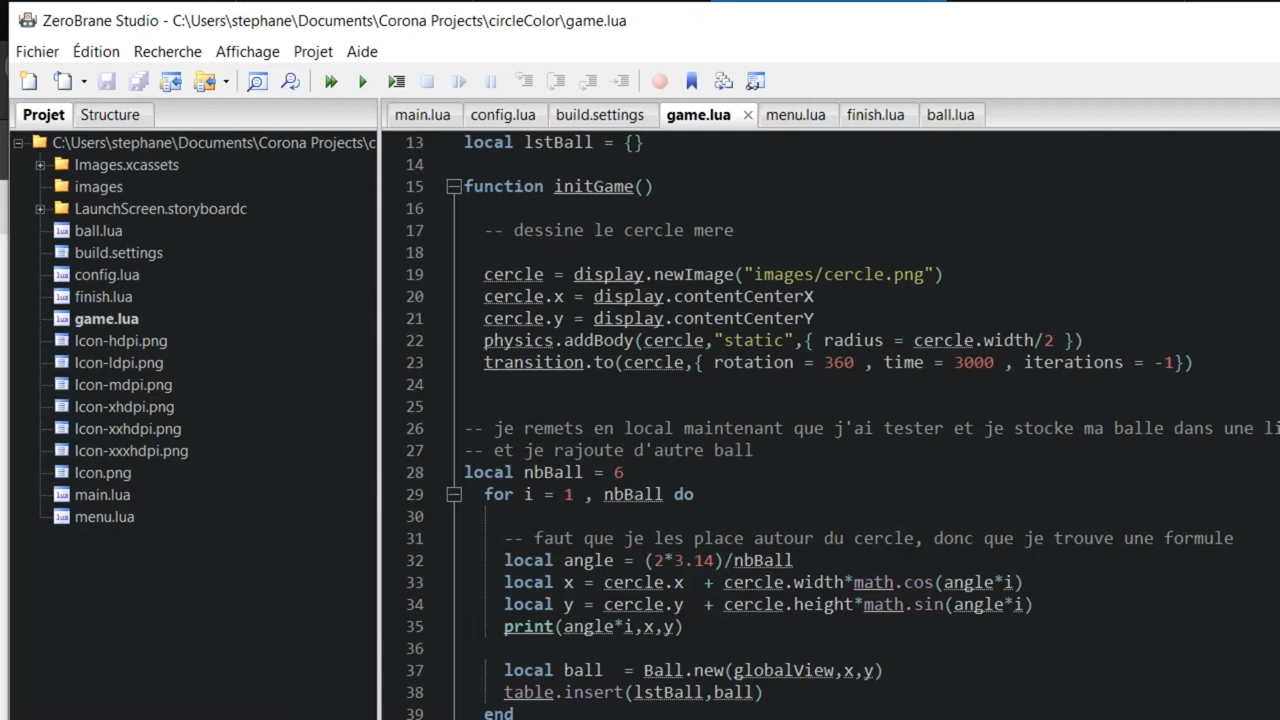 ZeroBrane Studio - C:\Users\stephane\Documents\Corona Projects\circleColor\game.lua
Fichier Édition Recherche Affichage Projet Aide
Projet Structure
main.lua config.lua build.settings game.lua menu.lua finish.lua ball.lua
C:\Users\stephane\Documents\Corona Projects\c
Images.xcassets
images
LaunchScreen.storyboardc
ball.lua
build.settings
config.lua
finish.lua
game.lua
Icon-hdpi.png
Icon-ldpi.png
Icon-mdpi.png
Icon-xhdpi.png
Icon-xxhdpi.png
Icon-xxxhdpi.png
Icon.png
main.lua
menu.lua
13 local lstBall = {}
14
15 function initGame()
16
17 -- dessine le cercle mere
18
19 cercle = display.newImage("images/cercle.png")
20 cercle.x = display.contentCenterX
21 cercle.y = display.contentCenterY
22 physics.addBody(cercle,"static",{ radius = cercle.width/2 })
23 transition.to(cercle,{ rotation = 360 , time = 3000 , iterations = -1})
24
25
26 -- je remets en local maintenant que j'ai tester et je stocke ma balle dans une li
27 -- et je rajoute d'autre ball
28 local nbBall = 6
29 for i = 1 , nbBall do
30
31 -- faut que je les place autour du cercle, donc que je trouve une formule
32 local angle = (2*3.14)/nbBall
33 local x = cercle.x + cercle.width*math.cos(angle*i)
34 local y = cercle.y + cercle.height*math.sin(angle*i)
35 print(angle*i,x,y)
36
37 local ball = Ball.new(globalView,x,y)
38 table.insert(lstBall,ball)
39 end